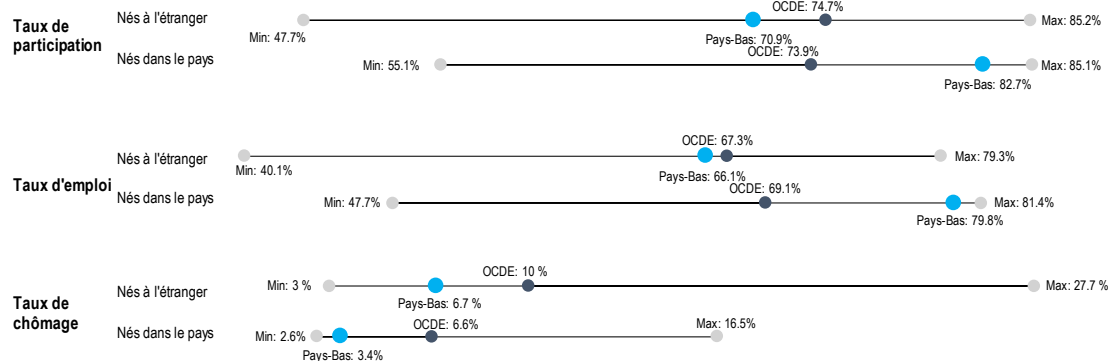 Taux de
participation
Nés à l'étranger
Min: 47.7%
Pays-Bas: 70.9%
OCDE: 74.7%
Max: 85.2%
Nés dans le pays
Min: 55.1%
OCDE: 73.9%
Pays-Bas: 82.7%
Max: 85.1%
Taux d'emploi
Nés à l'étranger
Min: 40.1%
Pays-Bas: 66.1%
OCDE: 67.3%
Max: 79.3%
Nés dans le pays
Min: 47.7%
OCDE: 69.1%
Pays-Bas: 79.8%
Max: 81.4%
Taux de
chômage
Nés à l'étranger
Min: 3 %
Pays-Bas: 6.7 %
OCDE: 10 %
Max: 27.7 %
Nés dans le pays
Min: 2.6%
Pays-Bas: 3.4%
OCDE: 6.6%
Max: 16.5%